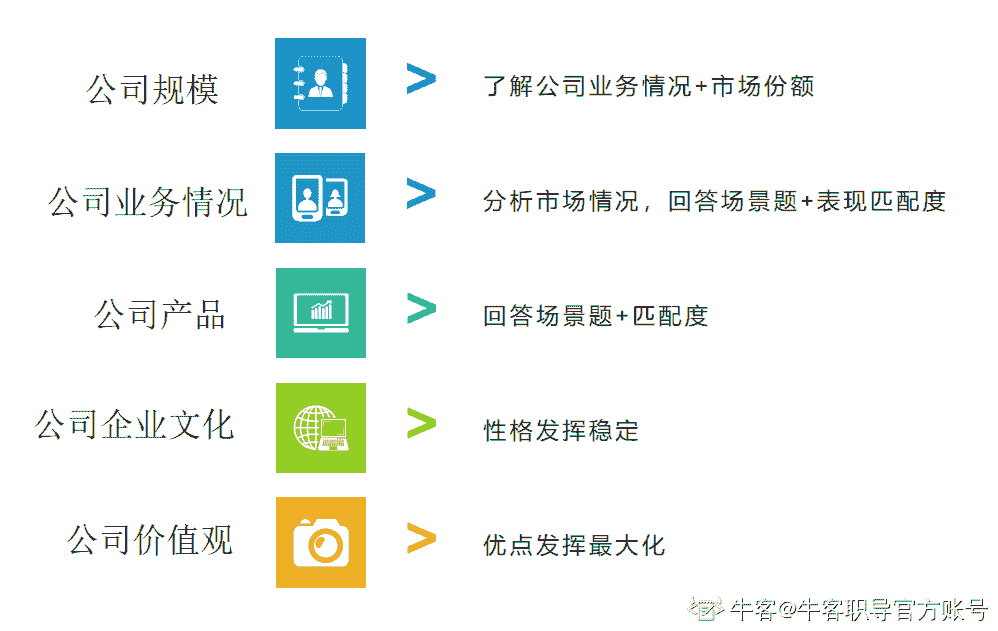 公司规模
了解公司业务情况+市场份额
公司业务情况
分析市场情况，回答场景题+表现匹配度
公司产品
回答场景题+匹配度
公司企业文化
性格发挥稳定
公司价值观
优点发挥最大化
牛客@牛客职导官方账号